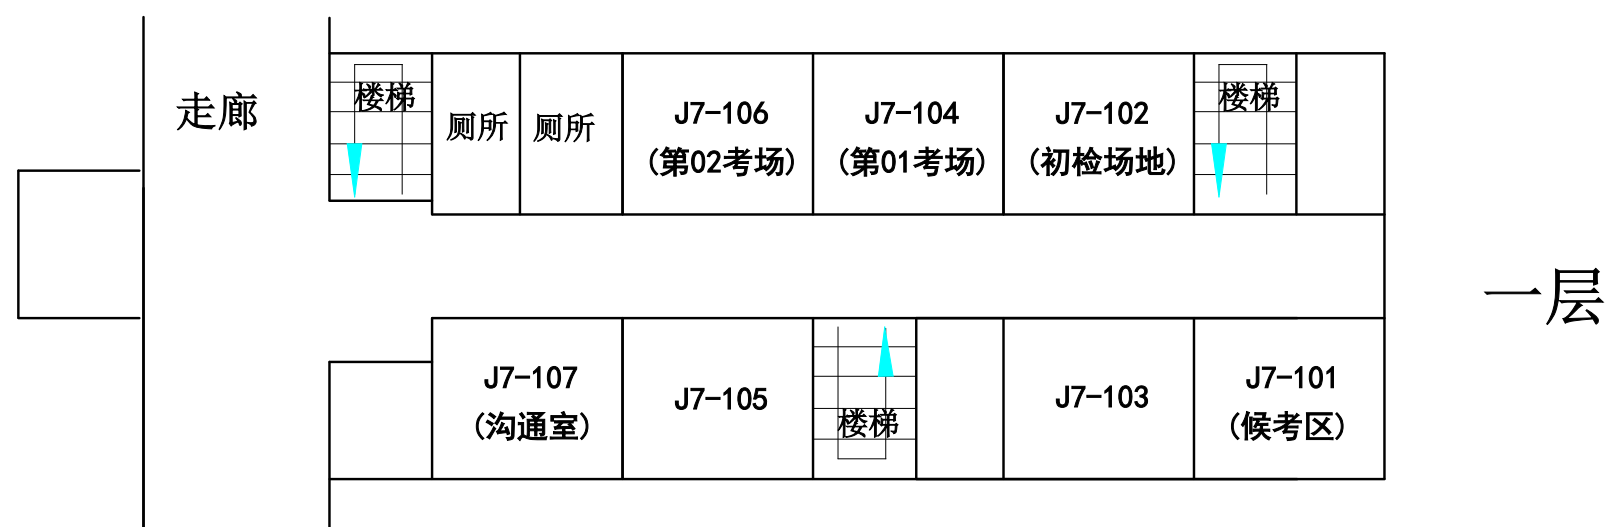 走廊
楼梯
厕所
厕所
J7-106
(第02考场)
J7-104
(第01考场)
J7-102
(初检场地)
楼梯
一层
J7-107
(沟通室)
J7-105
楼梯
J7-103
J7-101
(候考区)